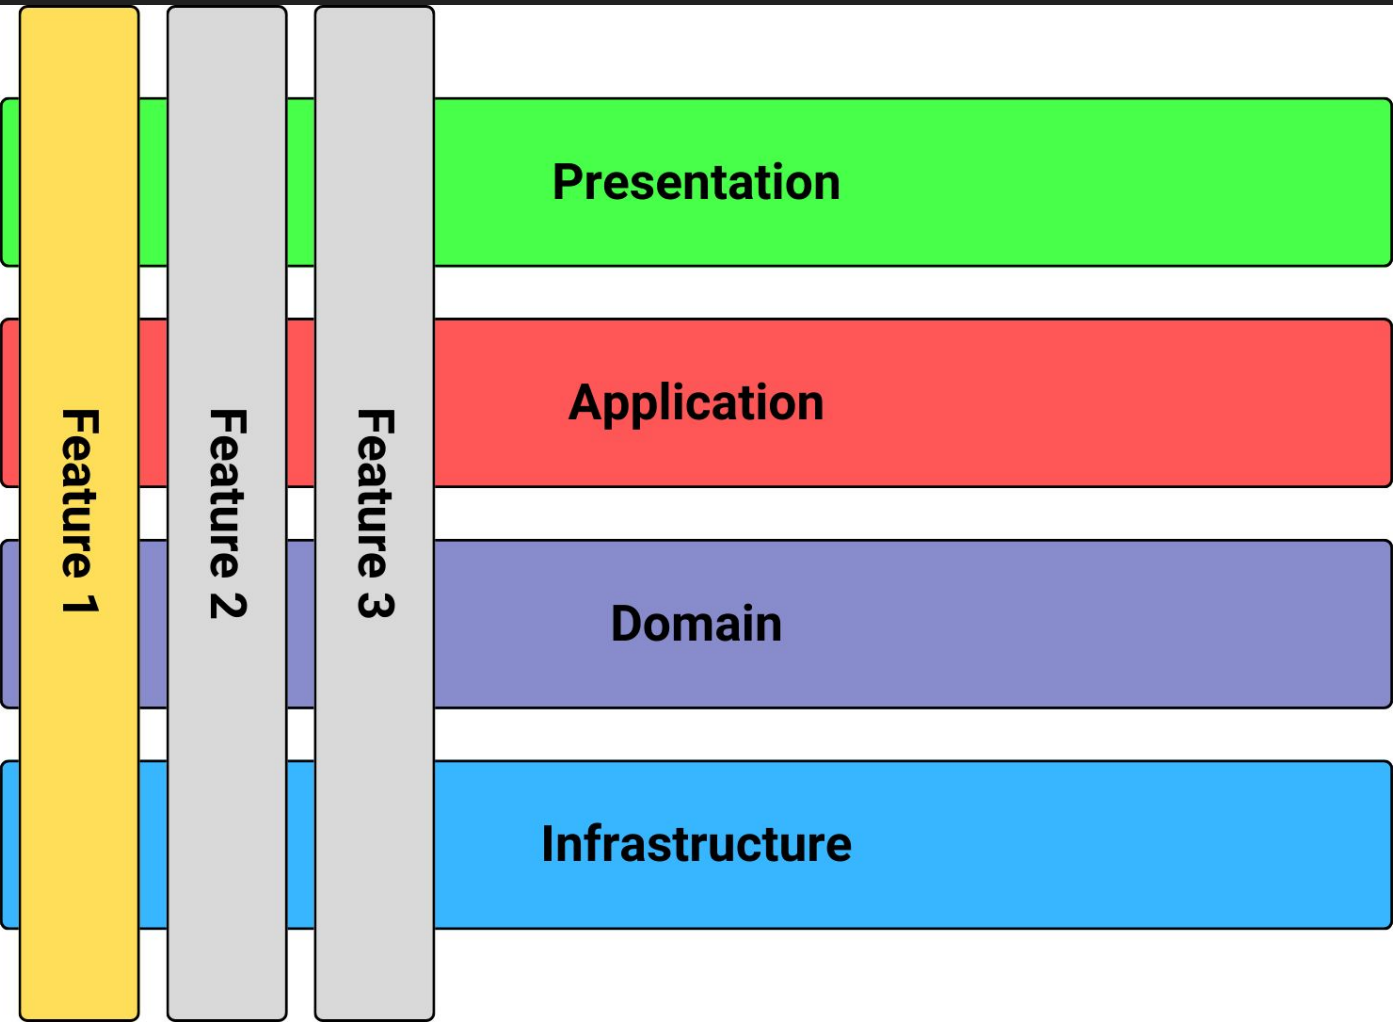 Presentation
Application
Domain
Infrastructure
Feature 1
Feature 2
Feature 3